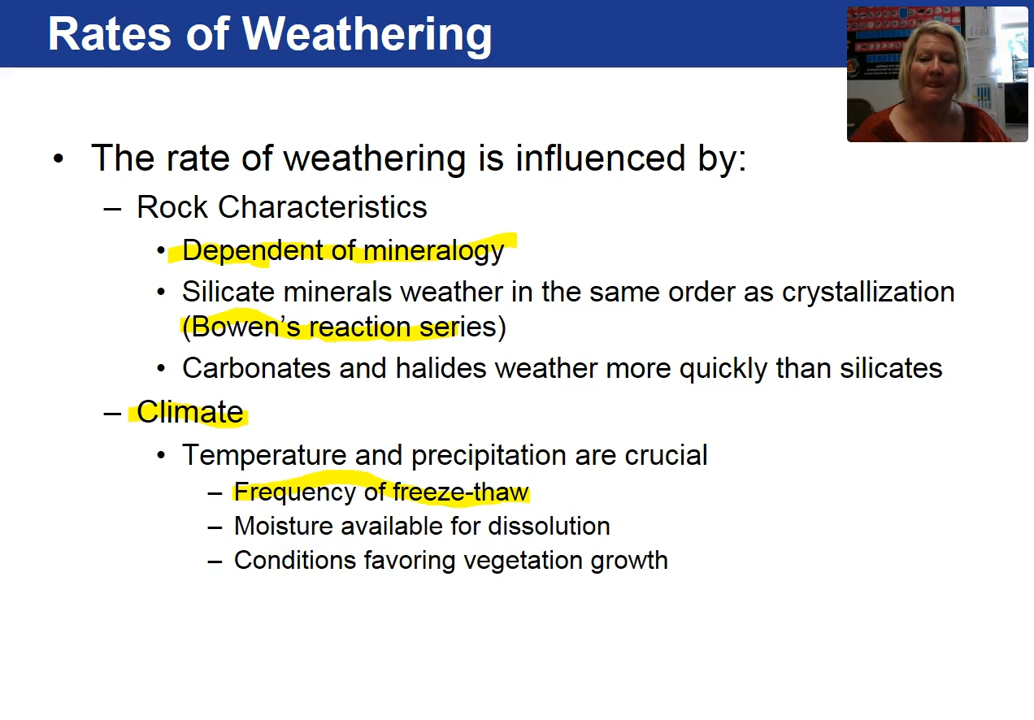 Rates of Weathering
• The rate of weathering is influenced by:
– Rock Characteristics
• Dependent of mineralogy
• Silicate minerals weather in the same order as crystallization
(Bowen's reaction series)
• Carbonates and halides weather more quickly than silicates
– Climate
• Temperature and precipitation are crucial
– Frequency of freeze-thaw
– Moisture available for dissolution
– Conditions favoring vegetation growth